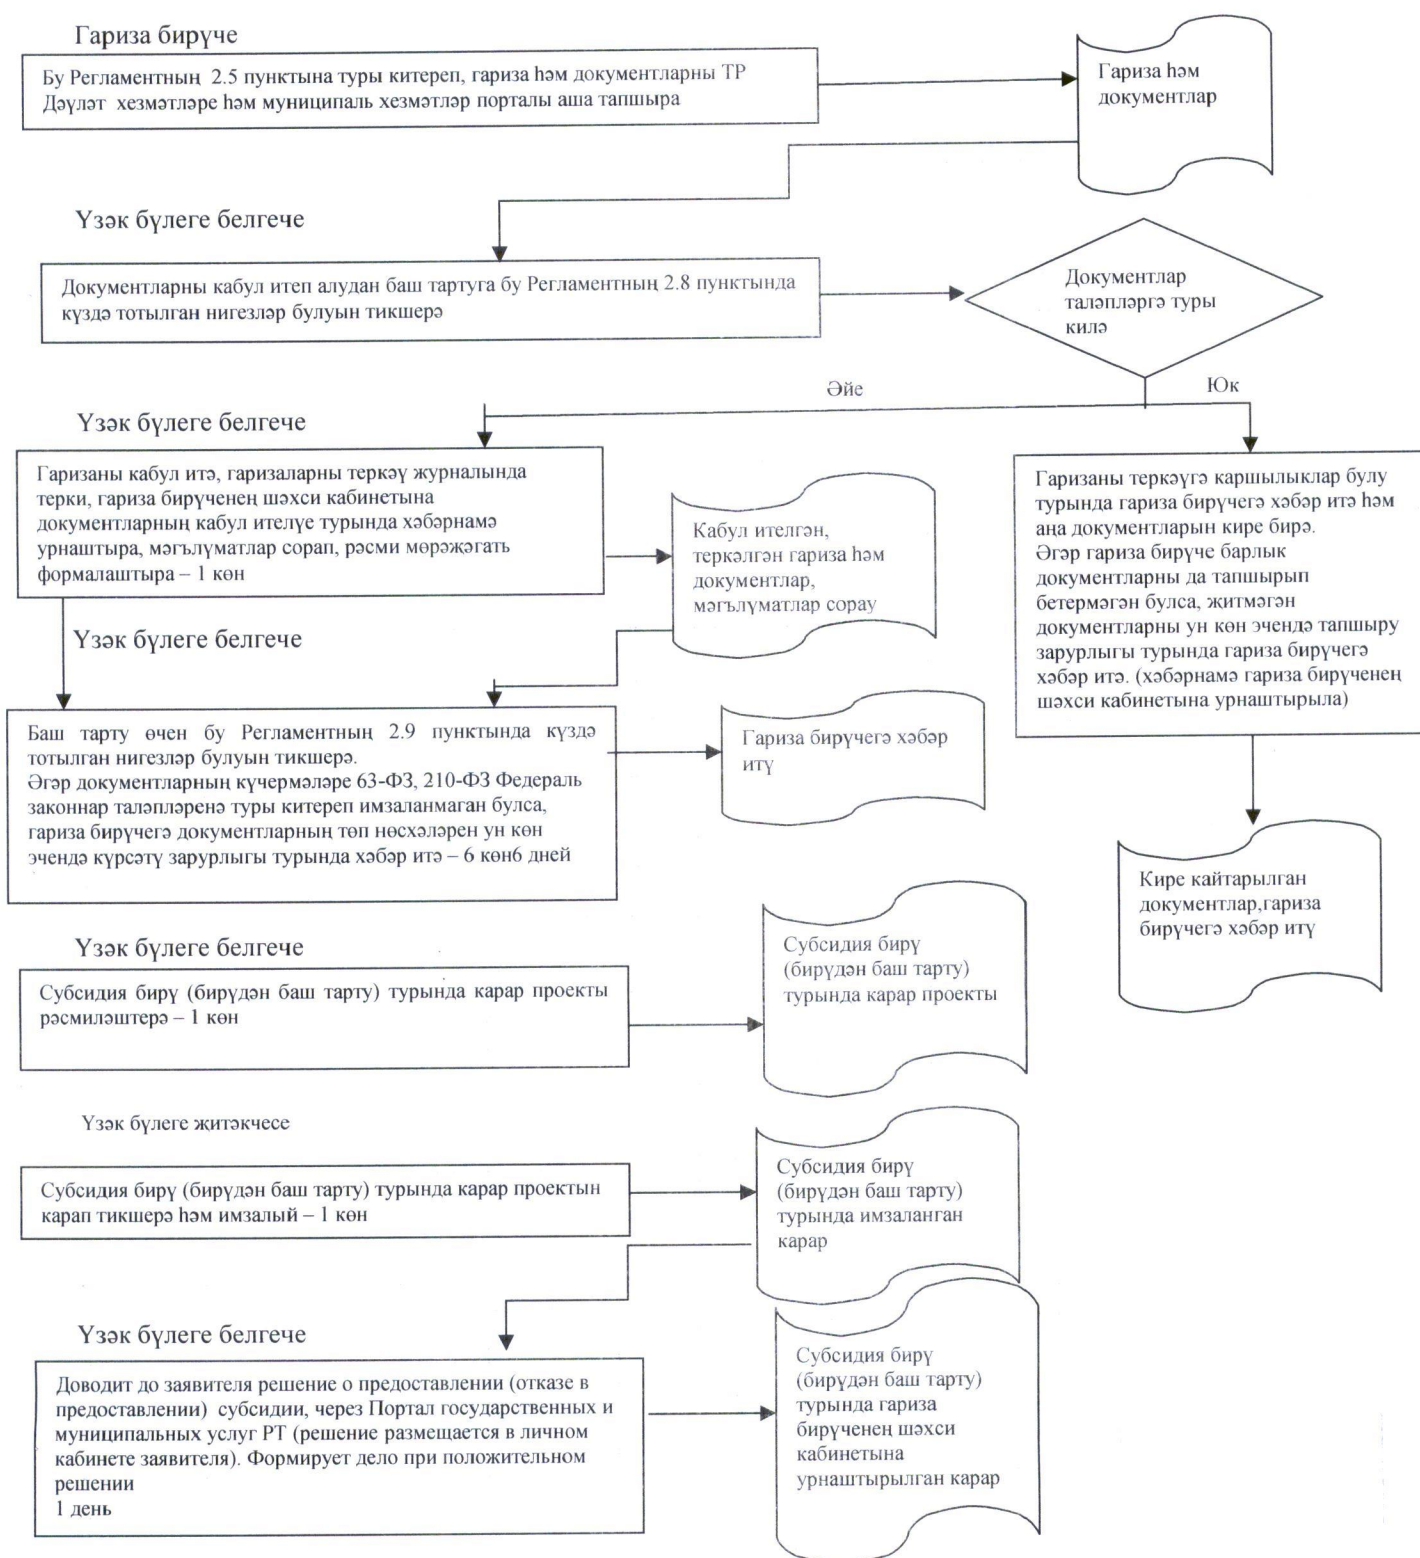 Гариза бирүче
Бу Регламентның 2.5 пунктына туры китереп, гариза һәм документларны ТР
Дәүләт хезмәтләре һәм муниципаль хезмәтләр порталы аша тапшыра
Гариза һәм
документлар
Үзәк бүлеге белгече
Документларны кабул итеп алудан баш тартуга бу Регламентның 2.8 пунктында
күздә тотылган нигезләр булуын тикшерә
Документлар
таләпләргә туры
килә
Әйе
Юк
Үзәк бүлеге белгече
Гаризаны кабул итә, гаризаларны теркәү журналында
терки, гариза бирүченең шәхси кабинетына
документларның кабул ителүе турында хәбәрнамә
урнаштыра, мәгълүматлар сорап, рәсми мөрәҗәгать
формалаштыра – 1 көн
Кабул ителгән,
теркәлгән гариза һәм
документлар,
мәгълүматлар сорау
Гаризаны теркәүгә каршылыклар булу
турында гариза бирүчегә хәбәр итә һәм
аңа документларын кире бирә.
Әгәр гариза бирүче барлык
документларны да тапшырып
бетермәгән булса, җитмәгән
документларны ун көн эчендә тапшыру
зарурлыгы турында гариза бирүчегә
хәбәр итә. (хәбәрнамә гариза бирүченең
шәхси кабинетына урнаштырыла)
Үзәк бүлеге белгече
Баш тарту өчен бу Регламентның 2.9 пунктында күздә
тотылган нигезләр булуын тикшерә.
Әгәр документларның күчермәләре 63-ФЗ, 210-ФЗ Федераль
законнар таләпләренә туры китереп имзаланмаган булса,
гариза бирүчегә документларның төп нөсхәләрен ун көн
эчендә күрсәтү зарурлыгы турында хәбәр итә – 6 көн6 дней
Гариза бирүчегә хәбәр
итү
Кире кайтарылган
документлар,гариза
бирүчегә хәбәр итү
Үзәк бүлеге белгече
Субсидия бирү (бирүдән баш тарту) турында карар проекты
рәсмиләштерә – 1 көн
Субсидия бирү
(бирүдән баш тарту)
турында карар проекты
Үзәк бүлеге җитәкчесе
Субсидия бирү (бирүдән баш тарту) турында карар проектын
карап тикшерә һәм имзалый – 1 көн
Субсидия бирү
(бирүдән баш тарту)
турында имзаланган
карар
Үзәк бүлеге белгече
Доводит до заявителя решение о предоставлении (отказе в
предоставлении) субсидии, через Портал государственных и
муниципальных услуг РТ (решение размещается в личном
кабинете заявителя). Формирует дело при положительном
решении
1 день
Субсидия бирү
(бирүдән баш тарту)
турында гариза
бирүченең шәхси
кабинетына
урнаштырылган карар